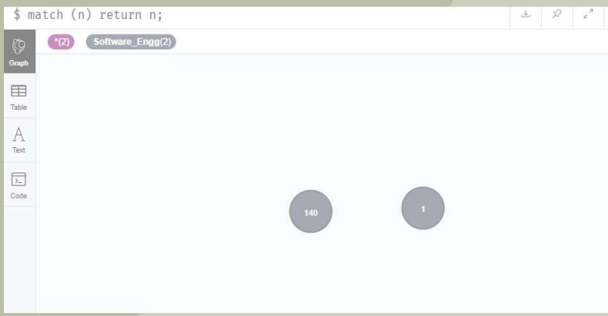 $ match (n) return n;
*(2) Software_Engg(2)
Graph
Table
A
Text
>_
Code
140 1